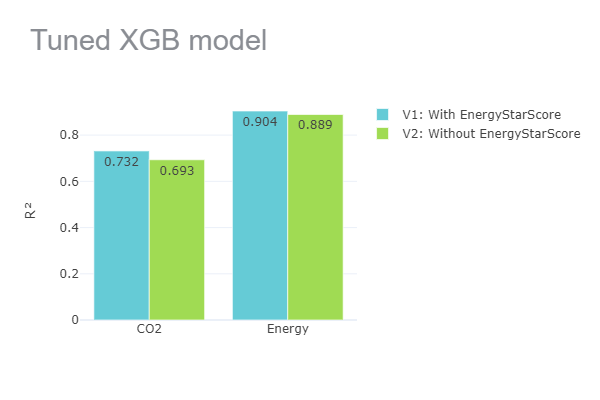 Tuned XGB model
V1: With EnergyStarScore
V2: Without EnergyStarScore
R²
0.8
0.6
0.4
0.2
0
0.732
0.693
0.904
0.889
CO2
Energy